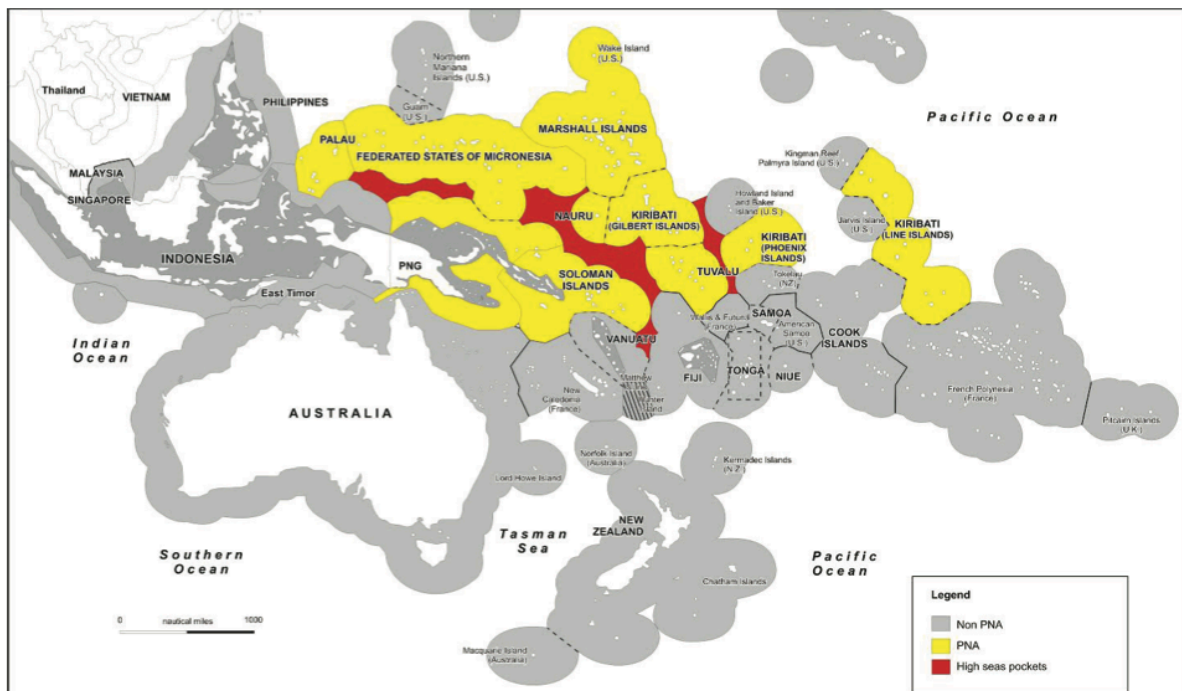 Wake Island
(U.S.)
Northern
Mariana
Islands (U.S.)
Thailand
VIETNAM
PHILIPPINES
Guam
(U.S.)
Pacific Ocean
MARSHALL ISLANDS
PALAU
FEDERATED STATES OF MICRONESIA
Kingman Reef
Palmyra Island (U.S.)
MALAYSIA
SINGAPORE
Howland Island
and Baker
Island (U.S.)
NAURU
KIRIBATI
(GILBERT ISLANDS)
Jarvis Island
(U.S.)
KIRIBATI
(LINE ISLANDS)
KIRIBATI
(PHOENIX
ISLANDS)
INDONESIA
PNG
SOLOMAN
ISLANDS
TUVALU
Tokelau
(NZ)
East Timor
Wallis & Futuna
(France)
SAMOA
American
Samoa
(U.S.)
COOK
ISLANDS
Indian
Ocean
VANUATU
FIJI
TONGA
NIUE
Matthew
Hunter
Island
New
Caledonia
(France)
French Polynesia
(France)
Pitcairn Islands
(U.K.)
AUSTRALIA
Norfolk Island
(Australia)
Kermadec Islands
(N.Z.)
Lord Howe Island
NEW
ZEALAND
Tasman
Sea
Southern
Ocean
Pacific
Ocean
Chatham Islands
0 nautical miles 1000
Macquarie Island
(Australia)
Legend
Non PNA
PNA
High seas pockets